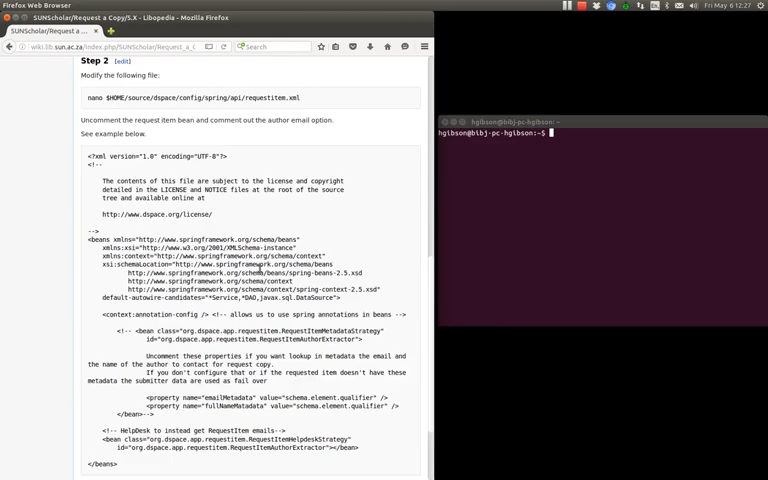 Firefox Web Browser
En
Fri May 6 12:27
SUNScholar/Request a Copy/5.X - Libopedia - Mozilla Firefox
SUNScholar/Request a ...
wiki.lib.sun.ac.za/index.php/SUNScholar/Request_a_C
Search
Step 2 [edit]
Modify the following file:
nano $HOME/source/dspace/config/spring/api/requestitem.xml
Uncomment the request item bean and comment out the author email option.
See example below.
<?xml version="1.0" encoding="UTF-8"?>
<!--
The contents of this file are subject to the license and copyright
detailed in the LICENSE and NOTICE files at the root of the source
tree and available online at
http://www.dspace.org/license/
-->
<beans xmlns="http://www.springframework.org/schema/beans"
xmlns:xsi="http://www.w3.org/2001/XMLSchema-instance"
xmlns:context="http://www.springframework.org/schema/context"
xsi:schemaLocation="http://www.springframework.org/schema/beans
http://www.springframework.org/schema/beans/spring-beans-2.5.xsd
http://www.springframework.org/schema/context
http://www.springframework.org/schema/context/spring-context-2.5.xsd"
default-autowire-candidates="*Service,*DAO,javax.sql.DataSource">
<context:annotation-config /> <!-- allows us to use spring annotations in beans -->
<!-- <bean class="org.dspace.app.requestitem.RequestItemMetadataStrategy"
id="org.dspace.app.requestitem.RequestItemAuthorExtractor">
Uncomment these properties if you want lookup in metadata the email and
the name of the author to contact for request copy.
If you don't configure that or if the requested item doesn't have these
metadata the submitter data are used as fail over
<property name="emailMetadata" value="schema.element.qualifier" />
<property name="fullNameMatadata" value="schema.element.qualifier" />
</bean>-->
<!-- HelpDesk to instead get RequestItem emails-->
<bean class="org.dspace.app.requestitem.RequestItemHelpdeskStrategy"
id="org.dspace.app.requestitem.RequestItemAuthorExtractor"></bean>
</beans>
hgibson@bibj-pc-hgibson: ~
hgibson@bibj-pc-hgibson:~$